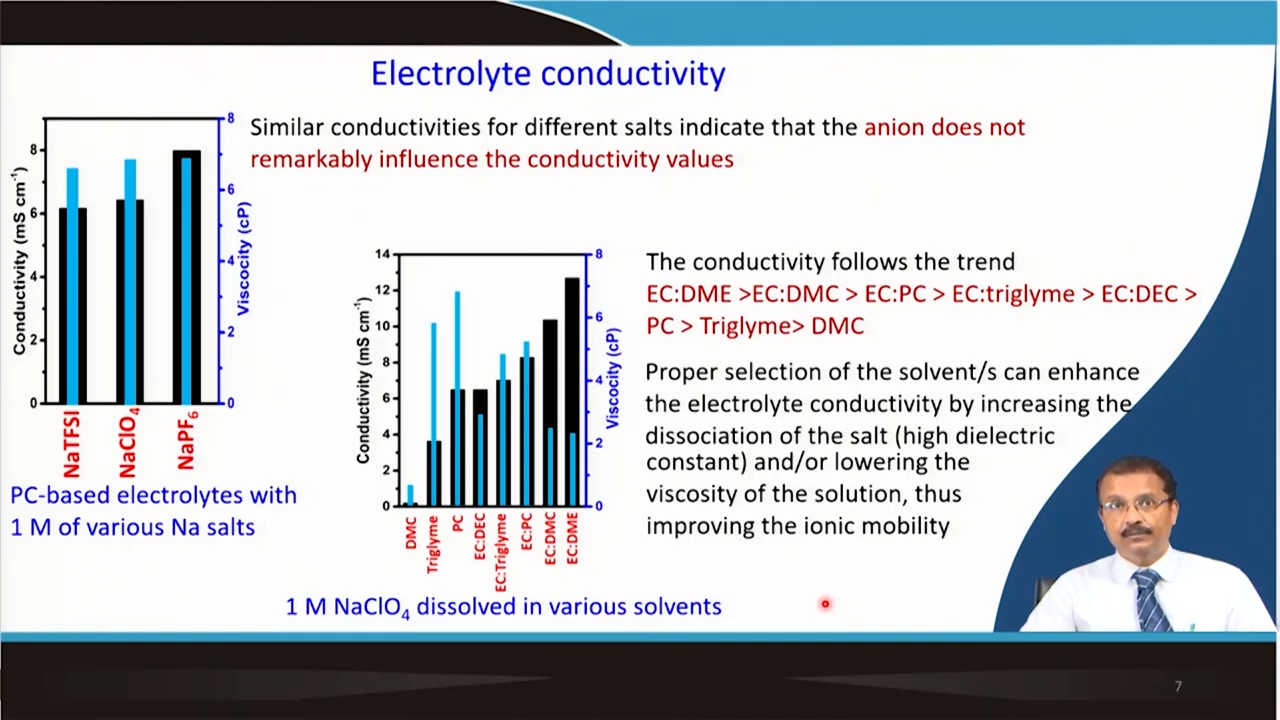 Electrolyte conductivity
Similar conductivities for different salts indicate that the anion does not
remarkably influence the conductivity values
8
6
4
2
0
Conductivity (mS cm⁻¹)
8
6
4
2
0
Viscocity (cP)
NaTFSI
NaClO₄
NaPF₆
PC-based electrolytes with
1 M of various Na salts
14
12
10
8
6
4
2
0
Conductivity (mS cm⁻¹)
8
6
4
2
0
Viscosity (cP)
DMC
Triglyme
PC
EC:DEC
EC:Triglyme
EC:PC
EC:DMC
EC:DME
1 M NaClO₄ dissolved in various solvents
The conductivity follows the trend
EC:DME >EC:DMC > EC:PC > EC:triglyme > EC:DEC >
PC > Triglyme> DMC
Proper selection of the solvent/s can enhance
the electrolyte conductivity by increasing the
dissociation of the salt (high dielectric
constant) and/or lowering the
viscosity of the solution, thus
improving the ionic mobility
7